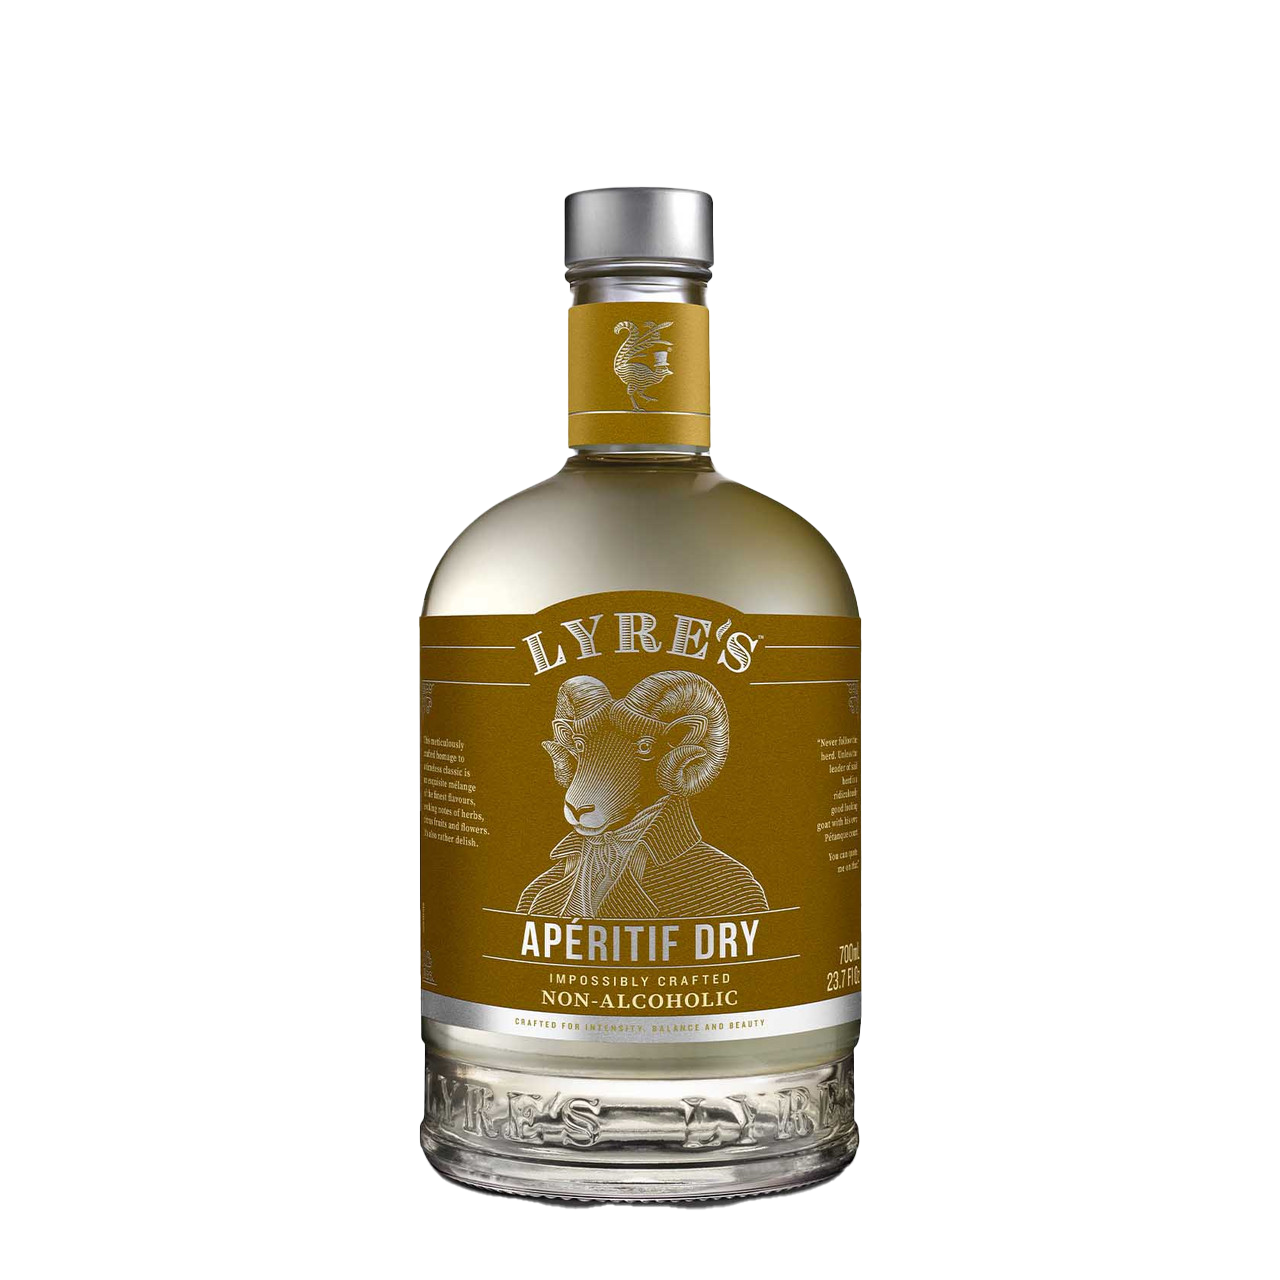 LYRE'S™
This meticulously
crafted homage to
a timeless classic is
an exquisite mélange
of the finest flavours,
evoking notes of herbs,
citrus fruits and flowers.
It's also rather delish.
"Never follow the
herd. Unless the
leader of said
herd is a
ridiculously
good looking
goat with his own
Pétanque court.
You can quote
me on that."
APÉRITIF DRY
IMPOSSIBLY CRAFTED
NON-ALCOHOLIC
700mL
23.7 Fl Oz
CRAFTED FOR INTENSITY, BALANCE AND BEAUTY
LYRE'S LYRE'S